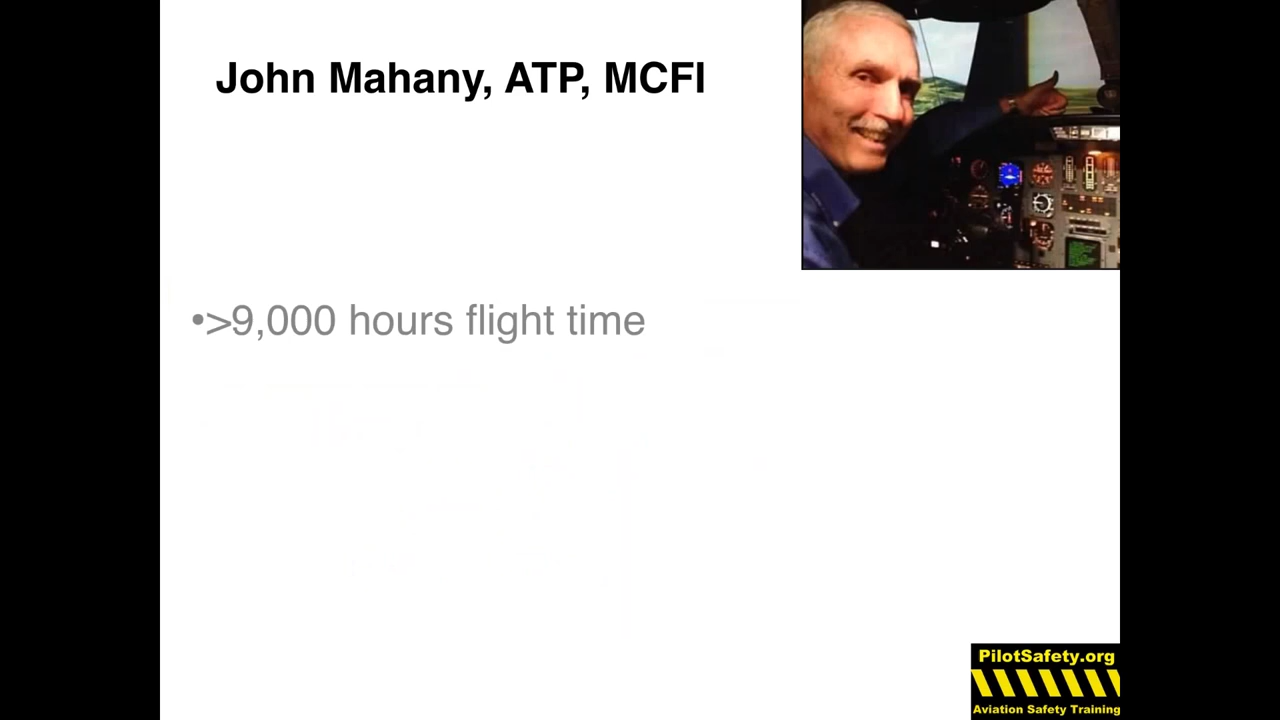 John Mahany, ATP, MCFI
•>9,000 hours flight time
PilotSafety.org
Aviation Safety Training